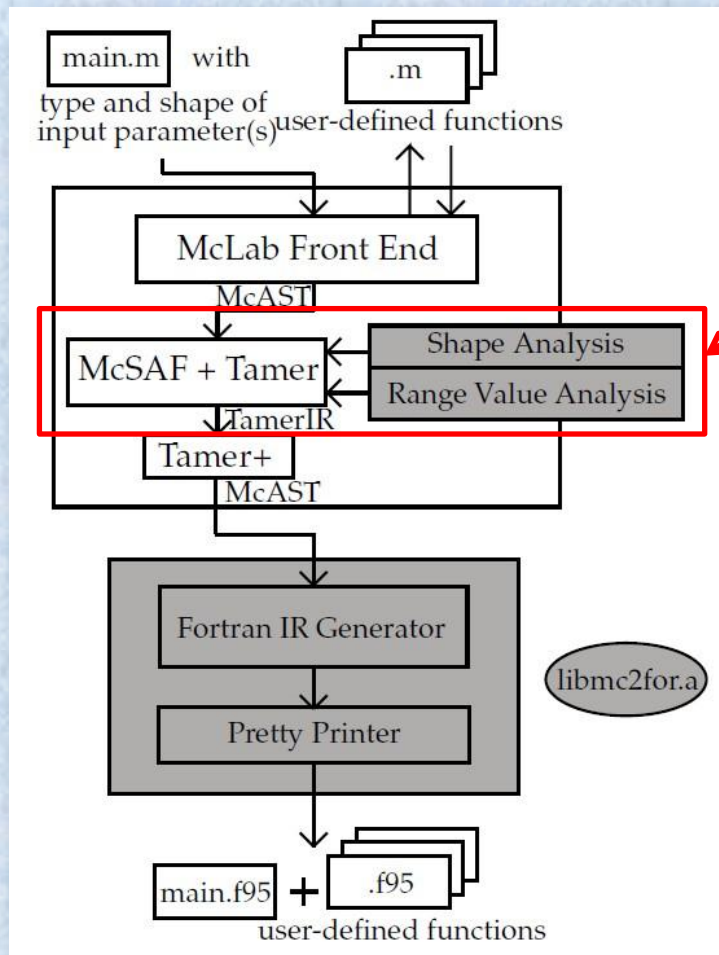 main.m with
type and shape of
input parameter(s)
.m
user-defined functions
McLab Front End
McAST
McSAF + Tamer
Shape Analysis
Range Value Analysis
TamerIR
Tamer+
McAST
Fortran IR Generator
Pretty Printer
libmc2for.a
main.f95 + .f95
user-defined functions